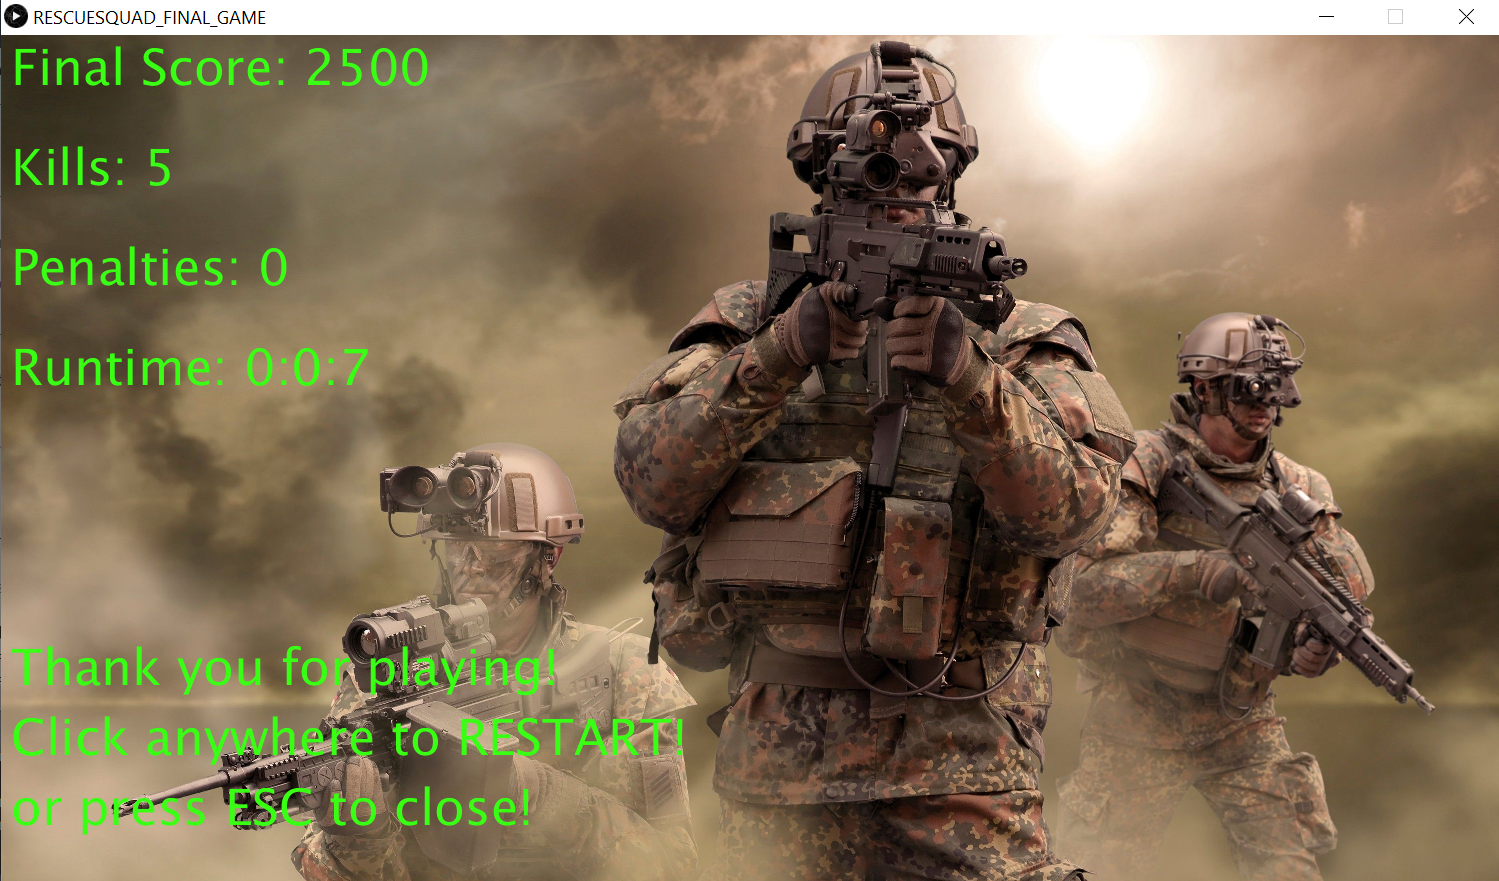 RESCUESQUAD_FINAL_GAME
Final Score: 2500
Kills: 5
Penalties: 0
Runtime: 0:0:7
Thank you for playing!
Click anywhere to RESTART!
or press ESC to close!